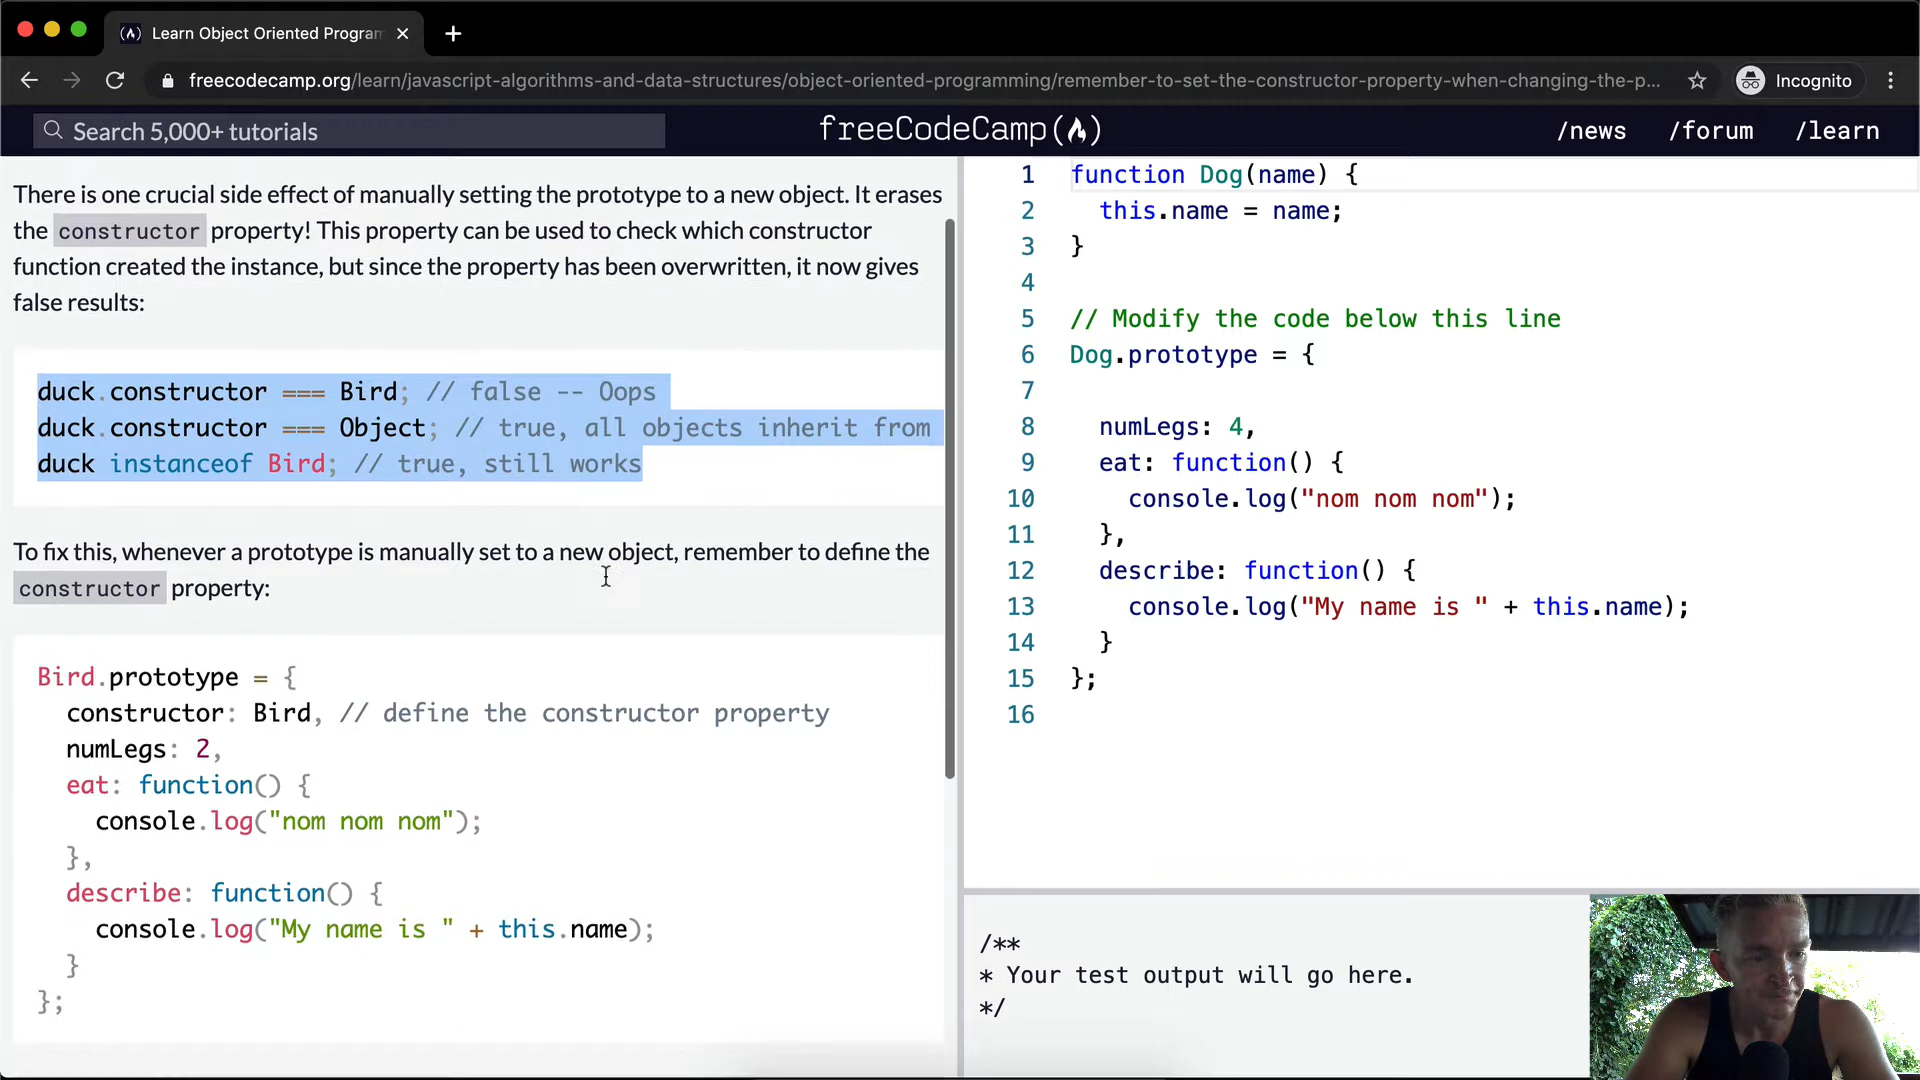 Learn Object Oriented Program
freecodecamp.org/learn/javascript-algorithms-and-data-structures/object-oriented-programming/remember-to-set-the-constructor-property-when-changing-the-p...
Incognito
Search 5,000+ tutorials
freeCodeCamp
/news
/forum
/learn
There is one crucial side effect of manually setting the prototype to a new object. It erases
the constructor property! This property can be used to check which constructor
function created the instance, but since the property has been overwritten, it now gives
false results:
duck.constructor === Bird; // false -- Oops
duck.constructor === Object; // true, all objects inherit from
duck instanceof Bird; // true, still works
To fix this, whenever a prototype is manually set to a new object, remember to define the
constructor property:
Bird.prototype = {
constructor: Bird, // define the constructor property
numLegs: 2,
eat: function() {
console.log("nom nom nom");
},
describe: function() {
console.log("My name is " + this.name);
}
};
1 function Dog(name) {
2 this.name = name;
3 }
4
5 // Modify the code below this line
6 Dog.prototype = {
7
8 numLegs: 4,
9 eat: function() {
10 console.log("nom nom nom");
11 },
12 describe: function() {
13 console.log("My name is " + this.name);
14 }
15 };
16
/**
* Your test output will go here.
*/